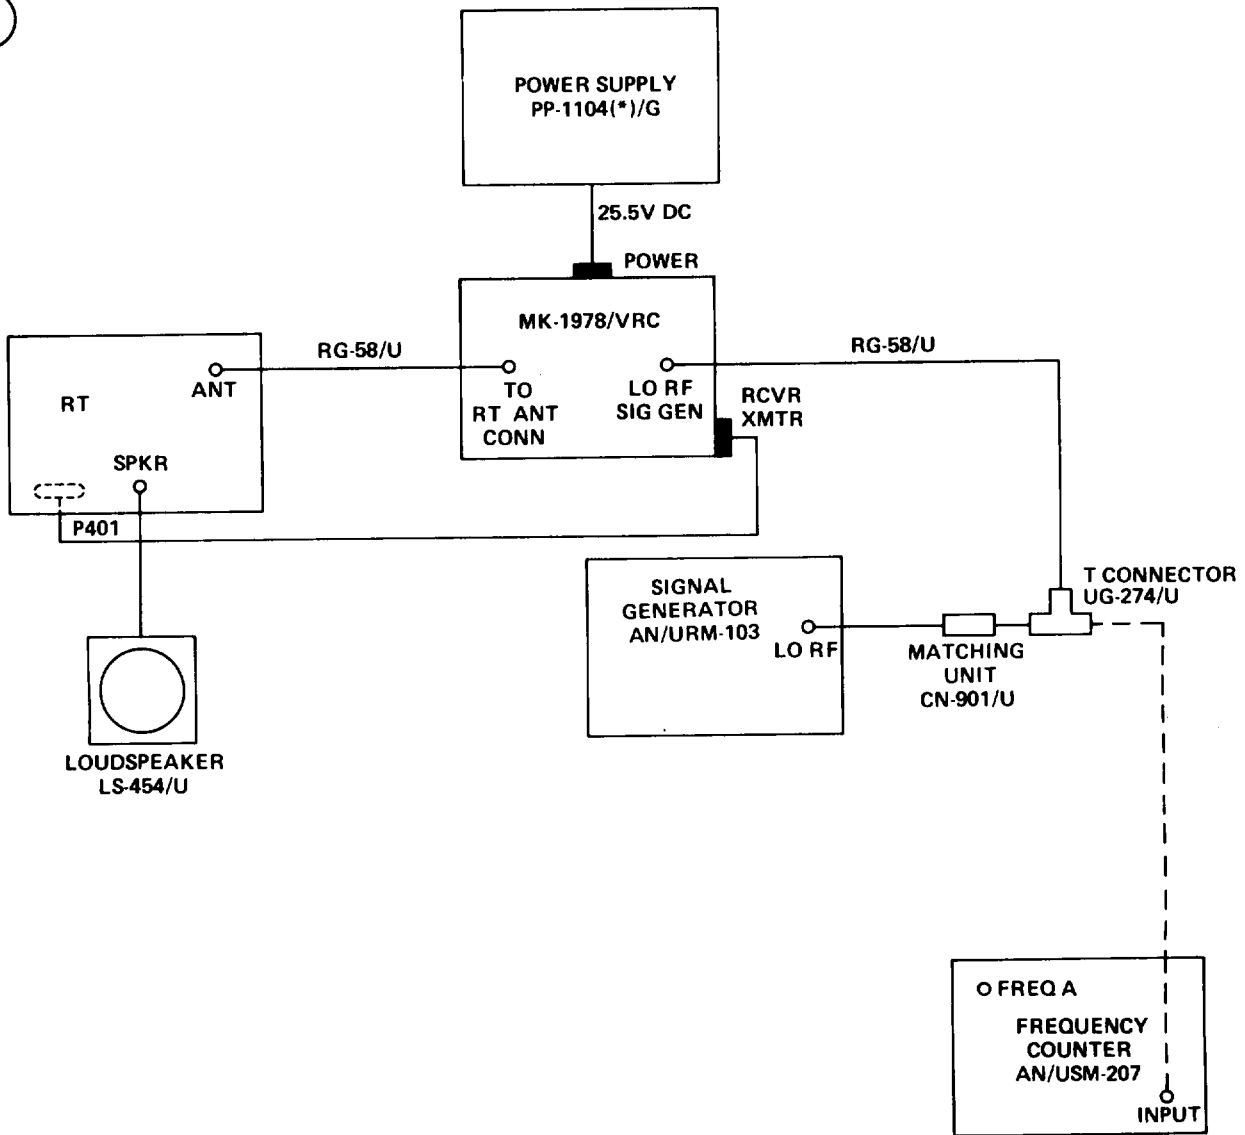 POWER SUPPLY
PP-1104(*)/G
25.5V DC
POWER
MK-1978/VRC
RG-58/U
RG-58/U
ANT
RT
TO
RT ANT
CONN
LO RF
SIG GEN
RCVR
XMTR
SPKR
P401
SIGNAL
GENERATOR
AN/URM-103
LO RF
T CONNECTOR
UG-274/U
MATCHING
UNIT
CN-901/U
LOUDSPEAKER
LS-454/U
FREQ A
FREQUENCY
COUNTER
AN/USM-207
INPUT